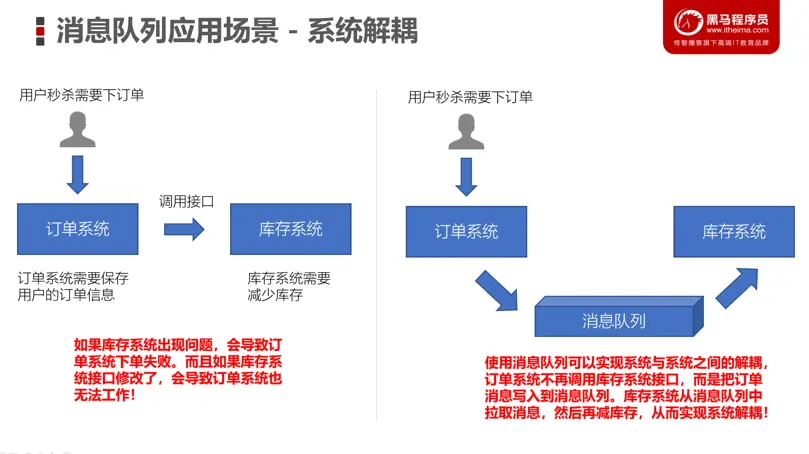 消息队列应用场景 - 系统解耦
黑马程序员
www.itheima.com
传智播客旗下高端IT教育品牌
用户秒杀需要下订单
调用接口
订单系统
库存系统
订单系统需要保存
用户的订单信息
库存系统需要
减少库存
如果库存系统出现问题，会导致订
单系统下单失败。而且如果库存系
统接口修改了，会导致订单系统也
无法工作！
用户秒杀需要下订单
订单系统
库存系统
消息队列
使用消息队列可以实现系统与系统之间的解耦，
订单系统不再调用库存系统接口，而是把订单
消息写入到消息队列。库存系统从消息队列中
拉取消息，然后再减库存，从而实现系统解耦！